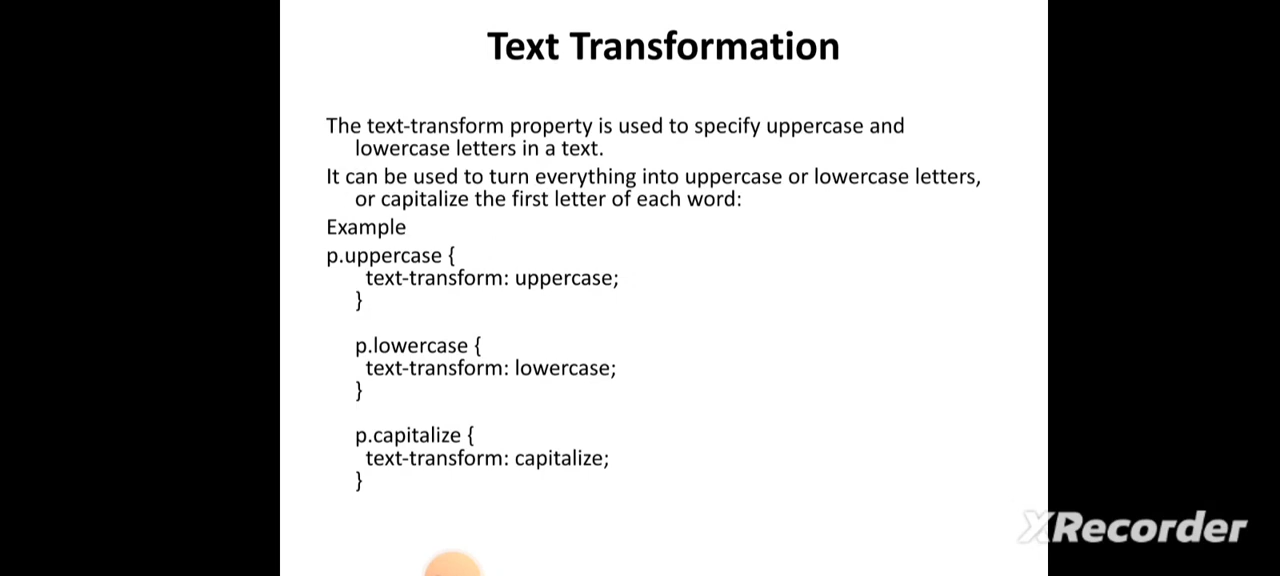 Text Transformation
The text-transform property is used to specify uppercase and
lowercase letters in a text.
It can be used to turn everything into uppercase or lowercase letters,
or capitalize the first letter of each word:
Example
p.uppercase {
text-transform: uppercase;
}
p.lowercase {
text-transform: lowercase;
}
p.capitalize {
text-transform: capitalize;
}
XRecorder